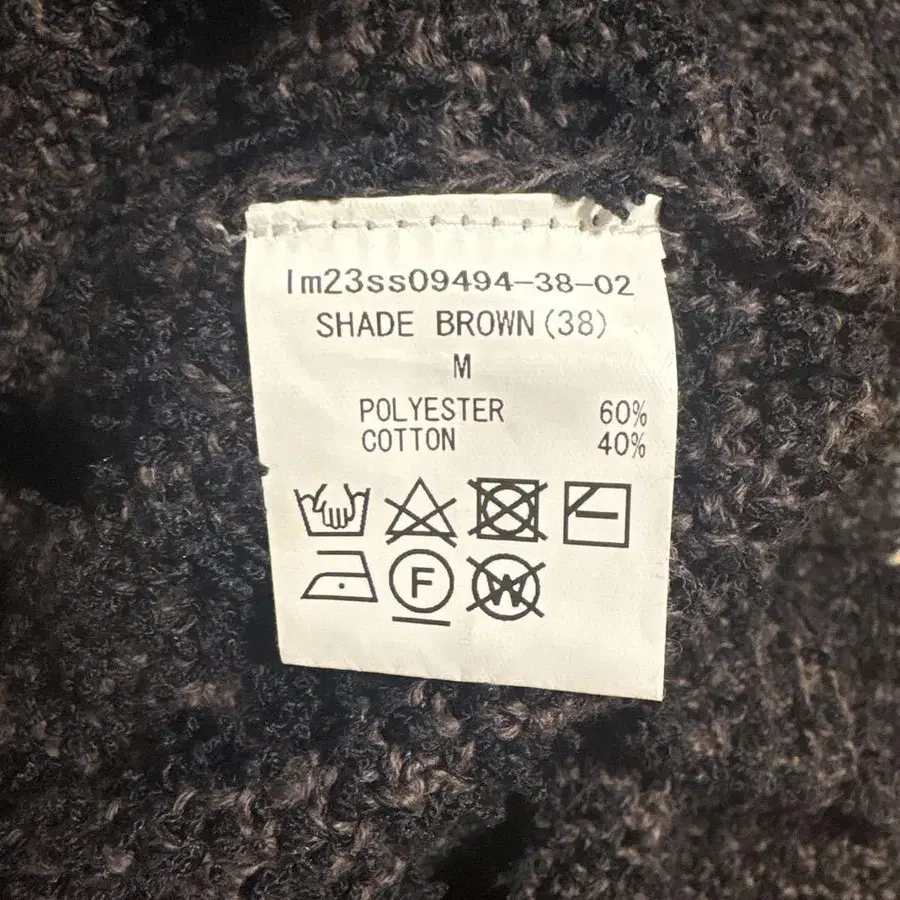 lm23ss09494-38-02
SHADE BROWN(38)
M
POLYESTER 60%
COTTON 40%
F
W